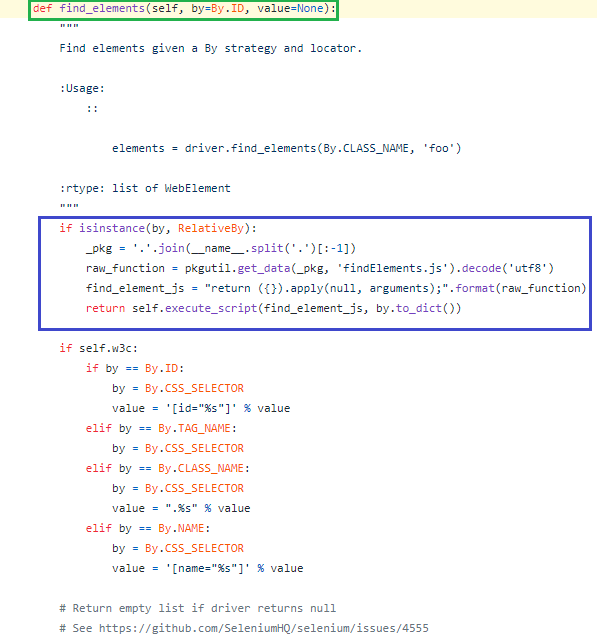 def find_elements(self, by=By.ID, value=None):
"""
Find elements given a By strategy and locator.
:Usage:
::
elements = driver.find_elements(By.CLASS_NAME, 'foo')
:rtype: list of WebElement
"""
if isinstance(by, RelativeBy):
_pkg = '.'.join(__name__.split('.')[:-1])
raw_function = pkgutil.get_data(_pkg, 'findElements.js').decode('utf8')
find_element_js = "return ({}).apply(null, arguments);".format(raw_function)
return self.execute_script(find_element_js, by.to_dict())
if self.w3c:
if by == By.ID:
by = By.CSS_SELECTOR
value = '[id="%s"]' % value
elif by == By.TAG_NAME:
by = By.CSS_SELECTOR
elif by == By.CLASS_NAME:
by = By.CSS_SELECTOR
value = ".%s" % value
elif by == By.NAME:
by = By.CSS_SELECTOR
value = '[name="%s"]' % value
# Return empty list if driver returns null
# See https://github.com/SeleniumHQ/selenium/issues/4555